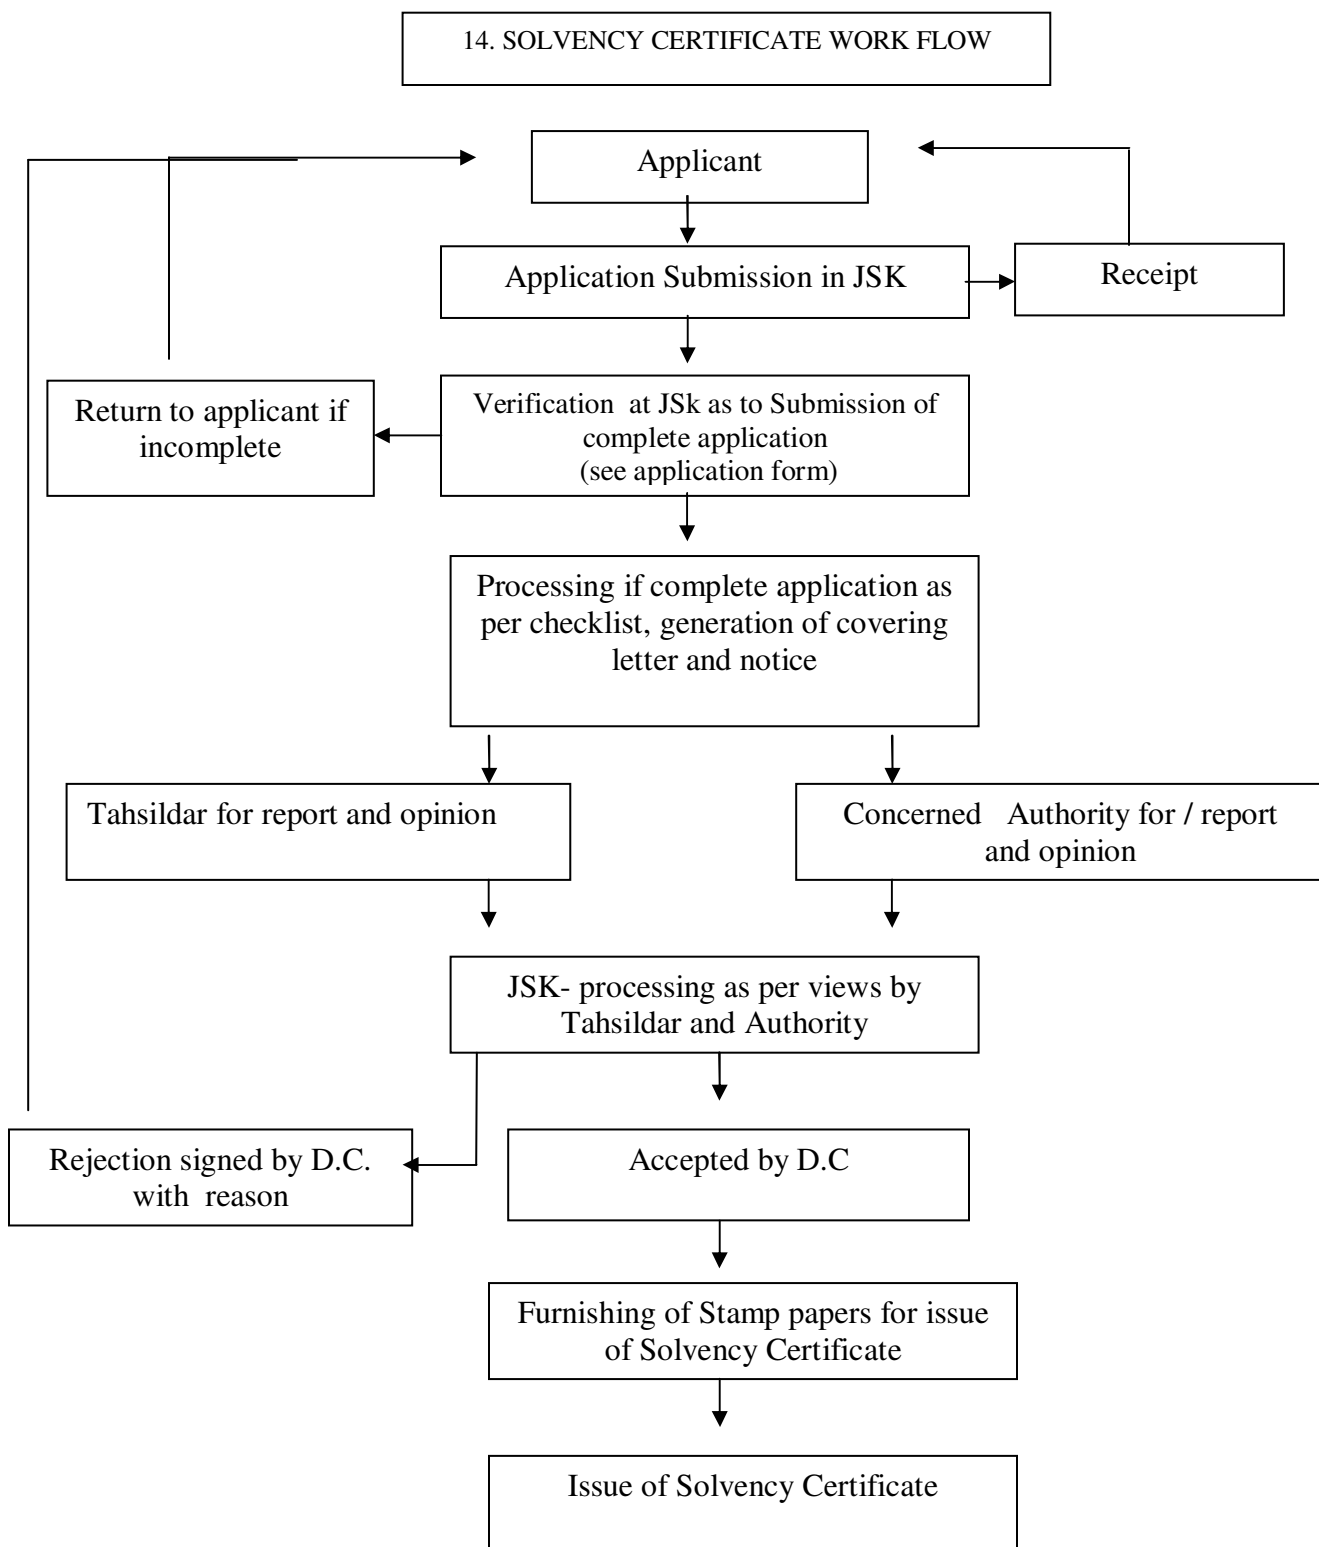 14. SOLVENCY CERTIFICATE WORK FLOW
Applicant
Application Submission in JSK
Receipt
Return to applicant if
incomplete
Verification at JSk as to Submission of
complete application
(see application form)
Processing if complete application as
per checklist, generation of covering
letter and notice
Tahsildar for report and opinion
Concerned Authority for / report
and opinion
JSK- processing as per views by
Tahsildar and Authority
Rejection signed by D.C.
with reason
Accepted by D.C
Furnishing of Stamp papers for issue
of Solvency Certificate
Issue of Solvency Certificate